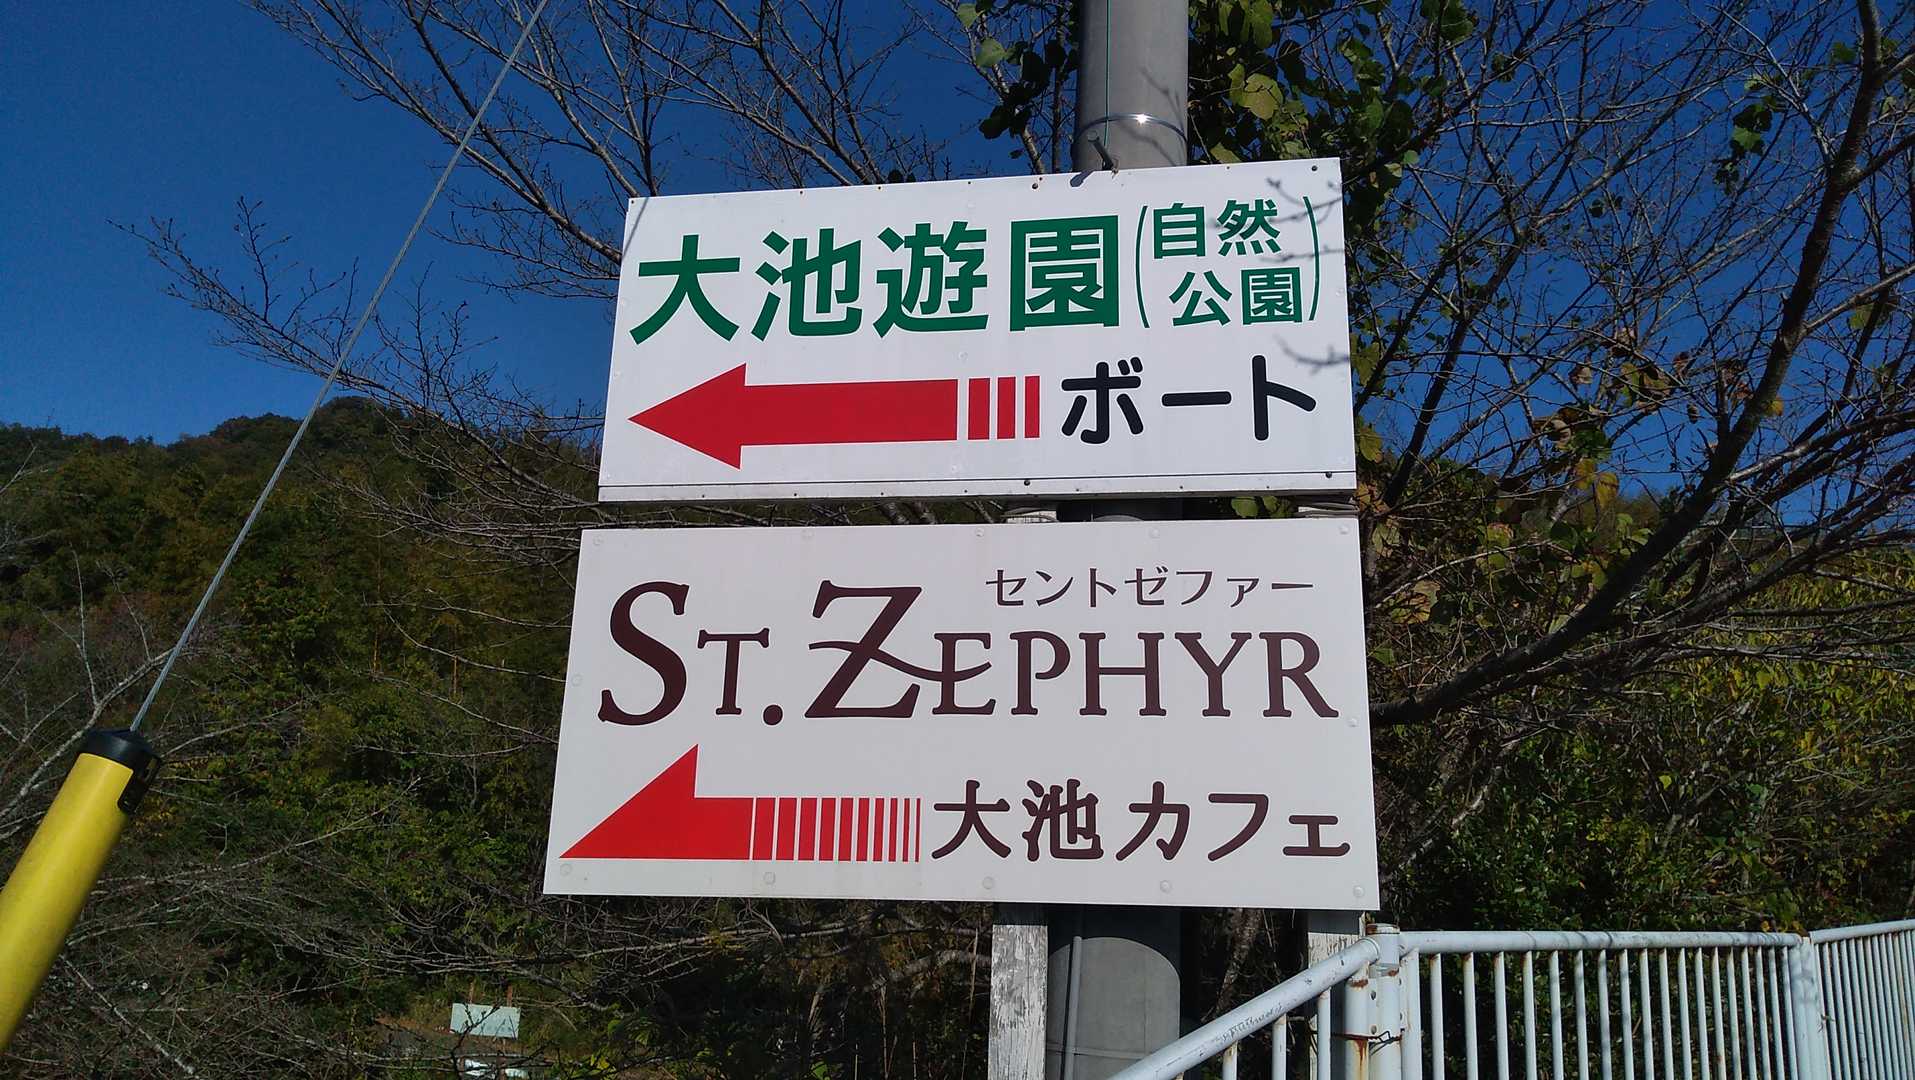 大池遊園(自然公園)
ボート
セントゼファー
ST. ZEPHYR
大池カフェ